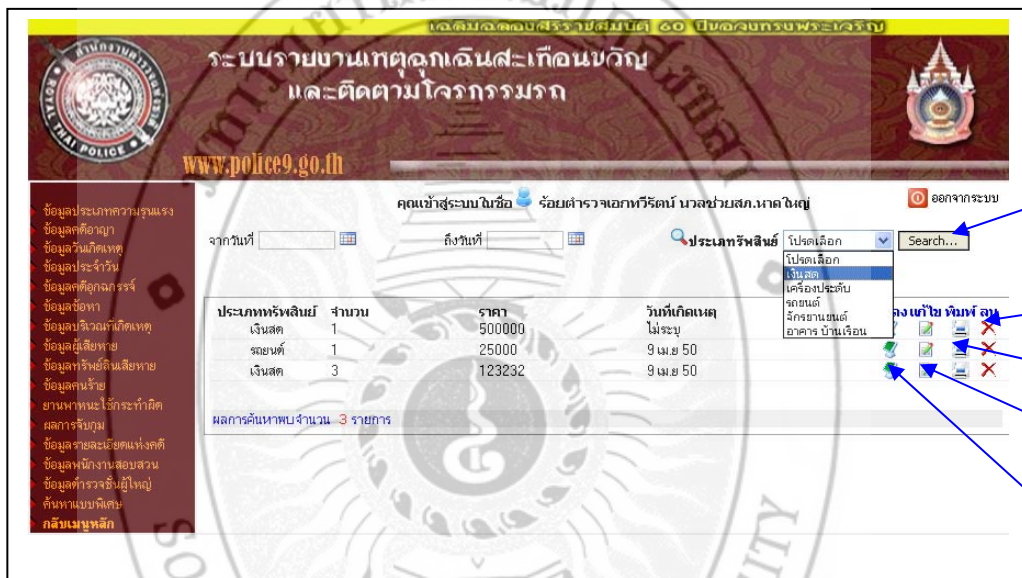 เฉลิมฉลองสิริราชสมบัติ ๖๐ ปีของทรงพระเจริญ
ระบบรายงานเหตุฉุกเฉินสะเทือนขวัญ
และติดตามโจรกรรมรถ
THAI POLICE
www.police9.go.th
คุณเข้าสู่ระบบในชื่อ ร้อยตำรวจเอกทวีรัตน์ นวลช่วยสภ.หาดใหญ่
ออกจากระบบ
จากวันที่ ถึงวันที่ ประเภทรัพสินย์ โปรดเลือก Search...
โปรดเลือก
เงินสด
เครื่องประดับ
รถยนต์
จักรยานยนต์
อาคาร บ้านเรือน
ข้อมูลประเภทความรุนแรง
ข้อมูลคดีอาญา
ข้อมูลวันเกิดเหตุ
ข้อมูลประจำวัน
ข้อมูลคดีอุกฉกรรจ์
ข้อมูลข้อหา
ข้อมูลบริเวณที่เกิดเหตุ
ข้อมูลผู้เสียหาย
ข้อมูลทรัพย์สินเสียหาย
ข้อมูลคนร้าย
ยานพาหนะใช้กระทำผิด
ผลการจับกุม
ข้อมูลรายละเอียดแห่งคดี
ข้อมูลพนักงานสอบสวน
ข้อมูลตำรวจชั้นผู้ใหญ่
ค้นหาแบบพิเศษ
กลับเมนูหลัก
ประเภททรัพสินย์ จำนวน ราคา วันที่เกิดเหตุ แก้ไข พิมพ์ ลบ
เงินสด 1 500000 ไม่ระบุ
รถยนต์ 1 25000 9 เม.ย 50
เงินสด 3 123232 9 เม.ย 50
ผลการค้นหาพบจำนวน 3 รายการ